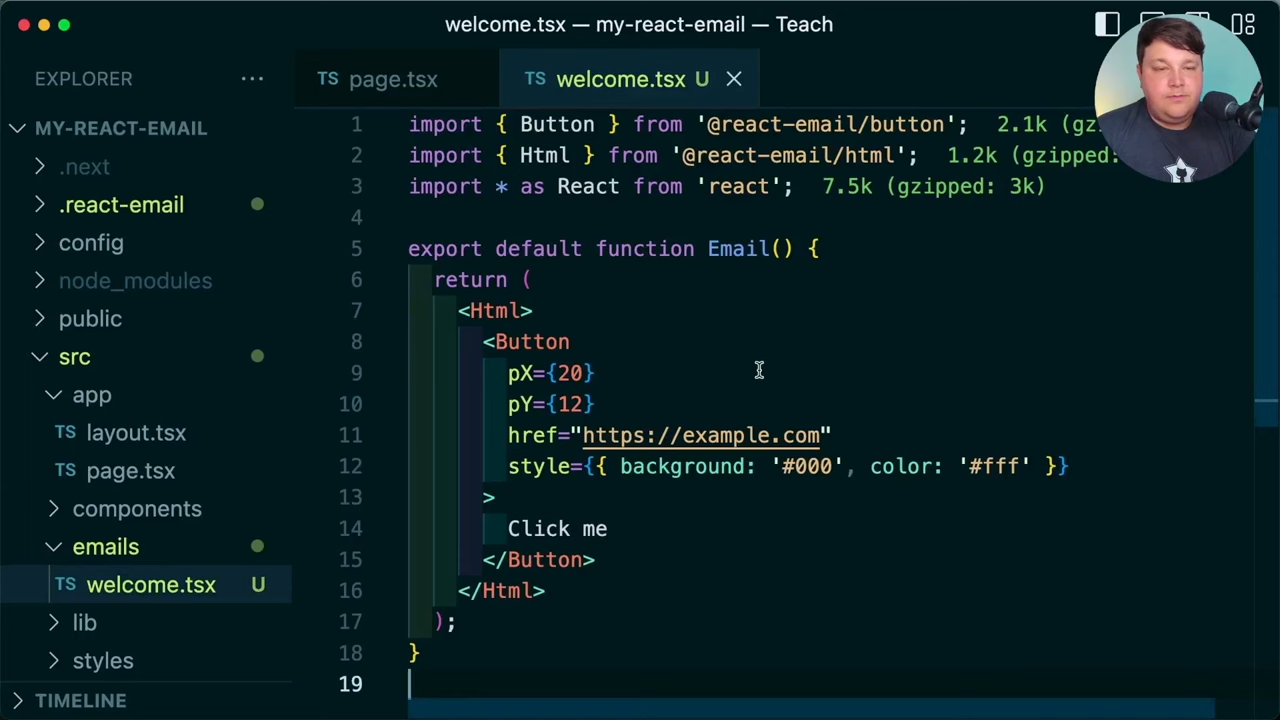 welcome.tsx — my-react-email — Teach
EXPLORER ···
TS page.tsx
TS welcome.tsx U
MY-REACT-EMAIL
.next
.react-email
config
node_modules
public
src
app
TS layout.tsx
TS page.tsx
components
emails
TS welcome.tsx U
lib
styles
TIMELINE
1 import { Button } from '@react-email/button'; 2.1k
2 import { Html } from '@react-email/html'; 1.2k (gzipped:
3 import * as React from 'react'; 7.5k (gzipped: 3k)
4
5 export default function Email() {
6 return (
7 <Html>
8 <Button
9 pX={20}
10 pY={12}
11 href="https://example.com"
12 style={{ background: '#000', color: '#fff' }}
13 >
14 Click me
15 </Button>
16 </Html>
17 );
18 }
19